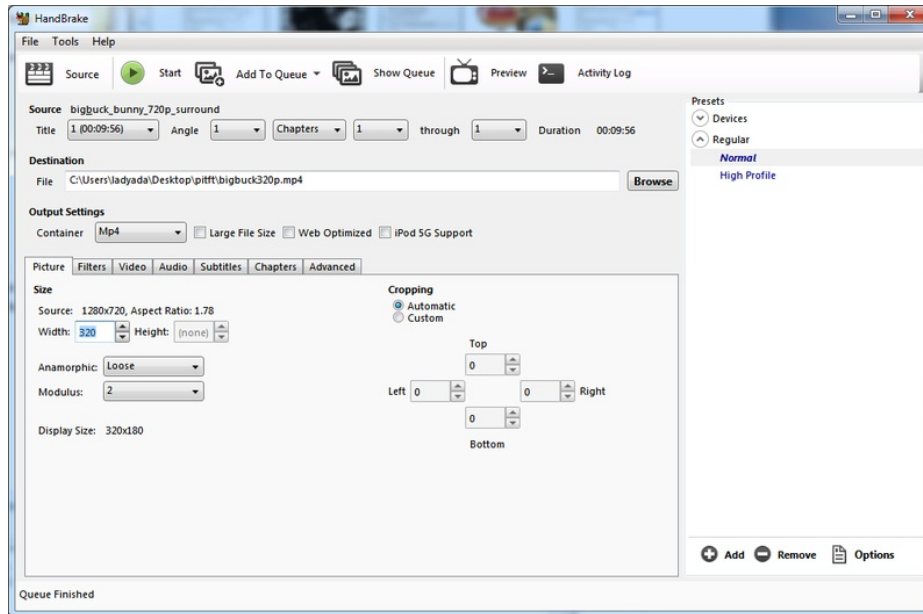 HandBrake
File Tools Help
Source Start Add To Queue Show Queue Preview Activity Log
Source bigbuck_bunny_720p_surround
Title 1 (00:09:56) Angle 1 Chapters 1 through 1 Duration 00:09:56
Destination
File C:\Users\ladyada\Desktop\pitft\bigbuck320p.mp4 Browse
Output Settings
Container Mp4 Large File Size Web Optimized iPod 5G Support
Picture Filters Video Audio Subtitles Chapters Advanced
Size
Source: 1280x720, Aspect Ratio: 1.78
Width: 320 Height: (none)
Anamorphic: Loose
Modulus: 2
Display Size: 320x180
Cropping
Automatic
Custom
Top
0
Left 0 0 Right
0
Bottom
Presets
Devices
Regular
Normal
High Profile
Add Remove Options
Queue Finished